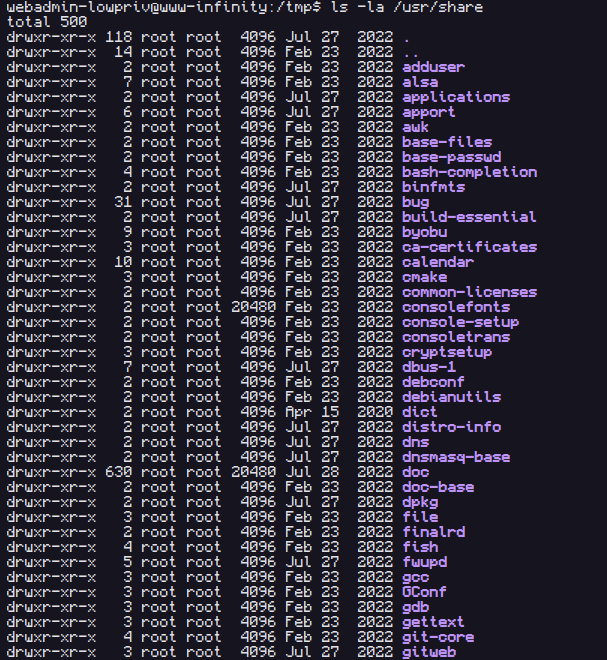 webadmin-lowpriv@www-infinity:/tmp$ ls -la /usr/share
total 500
drwxr-xr-x 118 root root  4096 Jul 27  2022 .
drwxr-xr-x  14 root root  4096 Feb 23  2022 ..
drwxr-xr-x   2 root root  4096 Feb 23  2022 adduser
drwxr-xr-x   7 root root  4096 Feb 23  2022 alsa
drwxr-xr-x   2 root root  4096 Jul 27  2022 applications
drwxr-xr-x   6 root root  4096 Jul 27  2022 apport
drwxr-xr-x   2 root root  4096 Feb 23  2022 awk
drwxr-xr-x   2 root root  4096 Feb 23  2022 base-files
drwxr-xr-x   2 root root  4096 Feb 23  2022 base-passwd
drwxr-xr-x   4 root root  4096 Feb 23  2022 bash-completion
drwxr-xr-x   2 root root  4096 Jul 27  2022 binfmts
drwxr-xr-x  31 root root  4096 Jul 27  2022 bug
drwxr-xr-x   2 root root  4096 Jul 27  2022 build-essential
drwxr-xr-x   9 root root  4096 Feb 23  2022 byobu
drwxr-xr-x   3 root root  4096 Feb 23  2022 ca-certificates
drwxr-xr-x  10 root root  4096 Feb 23  2022 calendar
drwxr-xr-x   3 root root  4096 Feb 23  2022 cmake
drwxr-xr-x   2 root root  4096 Feb 23  2022 common-licenses
drwxr-xr-x   2 root root 20480 Feb 23  2022 consolefonts
drwxr-xr-x   2 root root  4096 Feb 23  2022 console-setup
drwxr-xr-x   2 root root  4096 Feb 23  2022 consoletrans
drwxr-xr-x   3 root root  4096 Feb 23  2022 cryptsetup
drwxr-xr-x   7 root root  4096 Jul 27  2022 dbus-1
drwxr-xr-x   2 root root  4096 Feb 23  2022 debconf
drwxr-xr-x   2 root root  4096 Feb 23  2022 debianutils
drwxr-xr-x   2 root root  4096 Apr 15  2020 dict
drwxr-xr-x   2 root root  4096 Jul 27  2022 distro-info
drwxr-xr-x   2 root root  4096 Jul 27  2022 dns
drwxr-xr-x   2 root root  4096 Jul 27  2022 dnsmasq-base
drwxr-xr-x 630 root root 20480 Jul 28  2022 doc
drwxr-xr-x   2 root root  4096 Feb 23  2022 doc-base
drwxr-xr-x   2 root root  4096 Jul 27  2022 dpkg
drwxr-xr-x   3 root root  4096 Feb 23  2022 file
drwxr-xr-x   2 root root  4096 Feb 23  2022 finalrd
drwxr-xr-x   4 root root  4096 Feb 23  2022 fish
drwxr-xr-x   5 root root  4096 Jul 27  2022 fwupd
drwxr-xr-x   3 root root  4096 Feb 23  2022 gcc
drwxr-xr-x   3 root root  4096 Feb 23  2022 GConf
drwxr-xr-x   3 root root  4096 Feb 23  2022 gdb
drwxr-xr-x   3 root root  4096 Feb 23  2022 gettext
drwxr-xr-x   4 root root  4096 Feb 23  2022 git-core
drwxr-xr-x   3 root root  4096 Jul 27  2022 gitweb